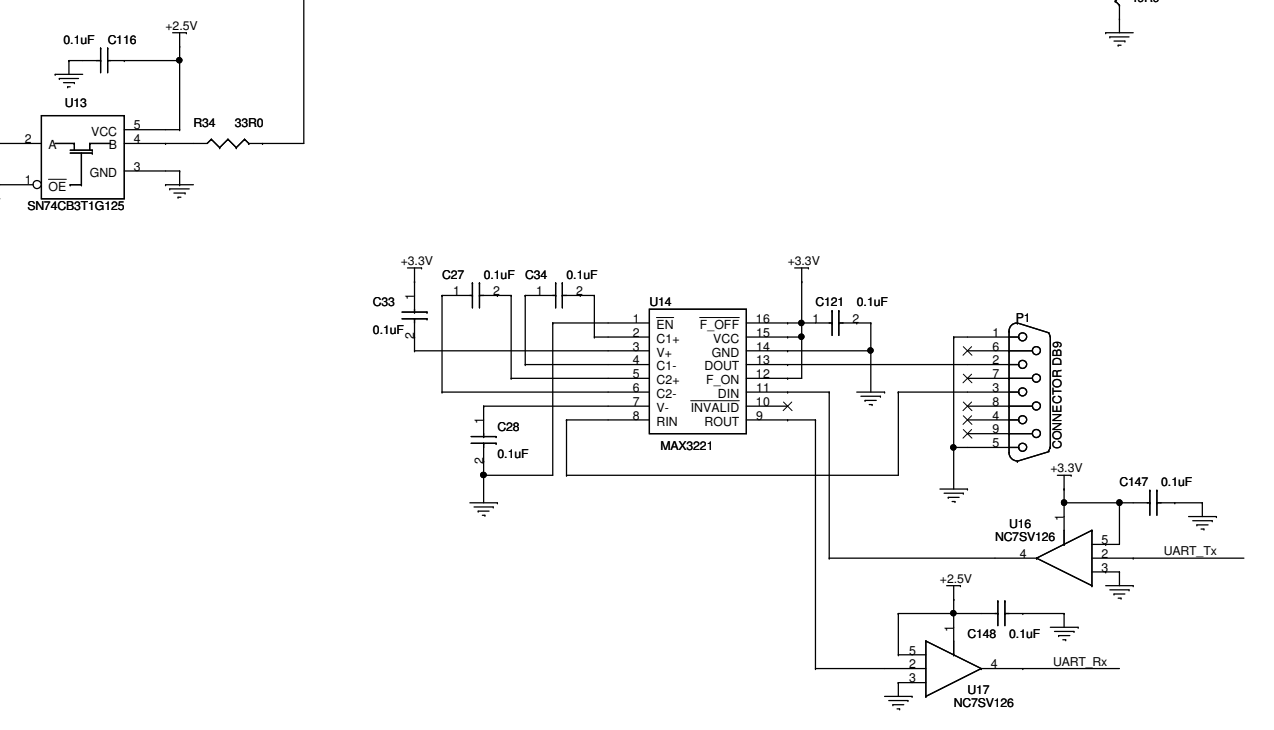 +2.5V
0.1uF C116
U13
VCC 5
2 A B 4 R34 33R0
GND 3
1 OE
SN74CB3T1G125
+3.3V
C27 0.1uF C34 0.1uF
1 2 1 2
C33 1
0.1uF 2
+3.3V
C121 0.1uF
1 2
U14
1 EN F_OFF 16
2 C1+ VCC 15
3 V+ GND 14
4 C1- DOUT 13
5 C2+ F_ON 12
6 C2- DIN 11
7 V- INVALID 10
8 RIN ROUT 9
MAX3221
1 C28
2 0.1uF
P1
1
6
2
7
3
8
4
9
5
CONNECTOR DB9
+3.3V
C147 0.1uF
U16
NC7SV126
1
5
4 2 UART_Tx
3
+2.5V
1 C148 0.1uF
5
2 4 UART_Rx
3
U17
NC7SV126